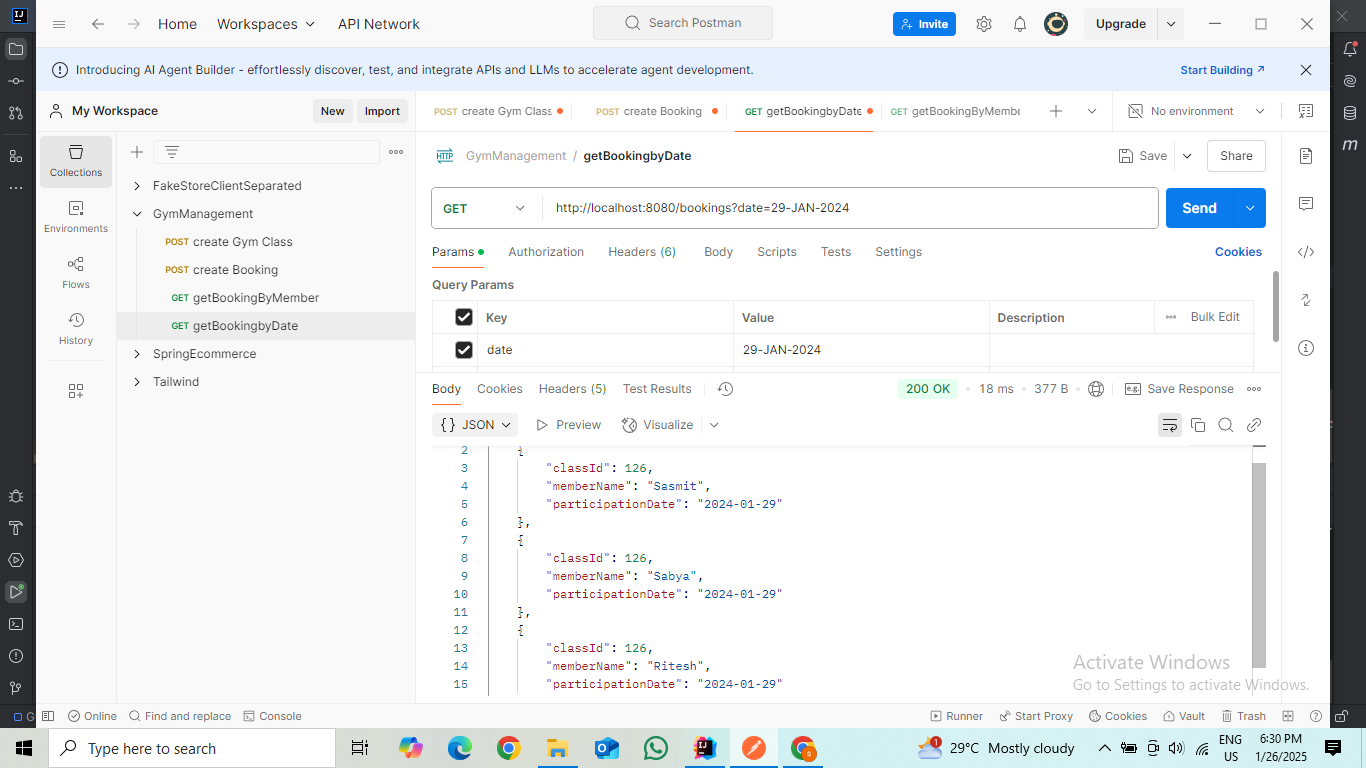 Home
Workspaces
API Network
Search Postman
Invite
Upgrade
Introducing AI Agent Builder - effortlessly discover, test, and integrate APIs and LLMs to accelerate agent development.
Start Building
My Workspace
New
Import
POST create Gym Class
POST create Booking
GET getBookingbyDate
GET getBookingByMembe
No environment
Collections
Environments
Flows
History
FakeStoreClientSeparated
GymManagement
POST create Gym Class
POST create Booking
GET getBookingByMember
GET getBookingbyDate
SpringEcommerce
Tailwind
HTTP GymManagement / getBookingbyDate
Save
Share
GET
http://localhost:8080/bookings?date=29-JAN-2024
Send
Params
Authorization
Headers (6)
Body
Scripts
Tests
Settings
Cookies
Query Params
Key
Value
Description
Bulk Edit
date
29-JAN-2024
Body
Cookies
Headers (5)
Test Results
200 OK
18 ms
377 B
e.g.
Save Response
{} JSON
Preview
Visualize
2 {
3 "classId": 126,
4 "memberName": "Sasmit",
5 "participationDate": "2024-01-29"
6 },
7 {
8 "classId": 126,
9 "memberName": "Sabya",
10 "participationDate": "2024-01-29"
11 },
12 {
13 "classId": 126,
14 "memberName": "Ritesh",
15 "participationDate": "2024-01-29"
Activate Windows
Go to Settings to activate Windows.
G
Online
Find and replace
Console
Runner
Start Proxy
Cookies
Vault
Trash
Type here to search
1
29°C Mostly cloudy
ENG
US
6:30 PM
1/26/2025